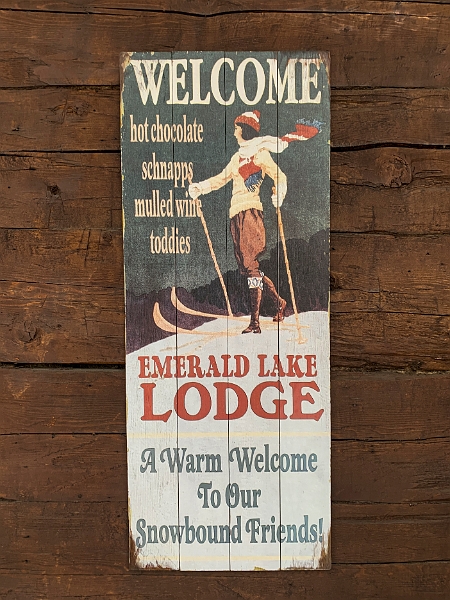 WELCOME
hot chocolate
schnapps
mulled wine
toddies
EMERALD LAKE
LODGE
A Warm Welcome
To Our
Snowbound Friends!